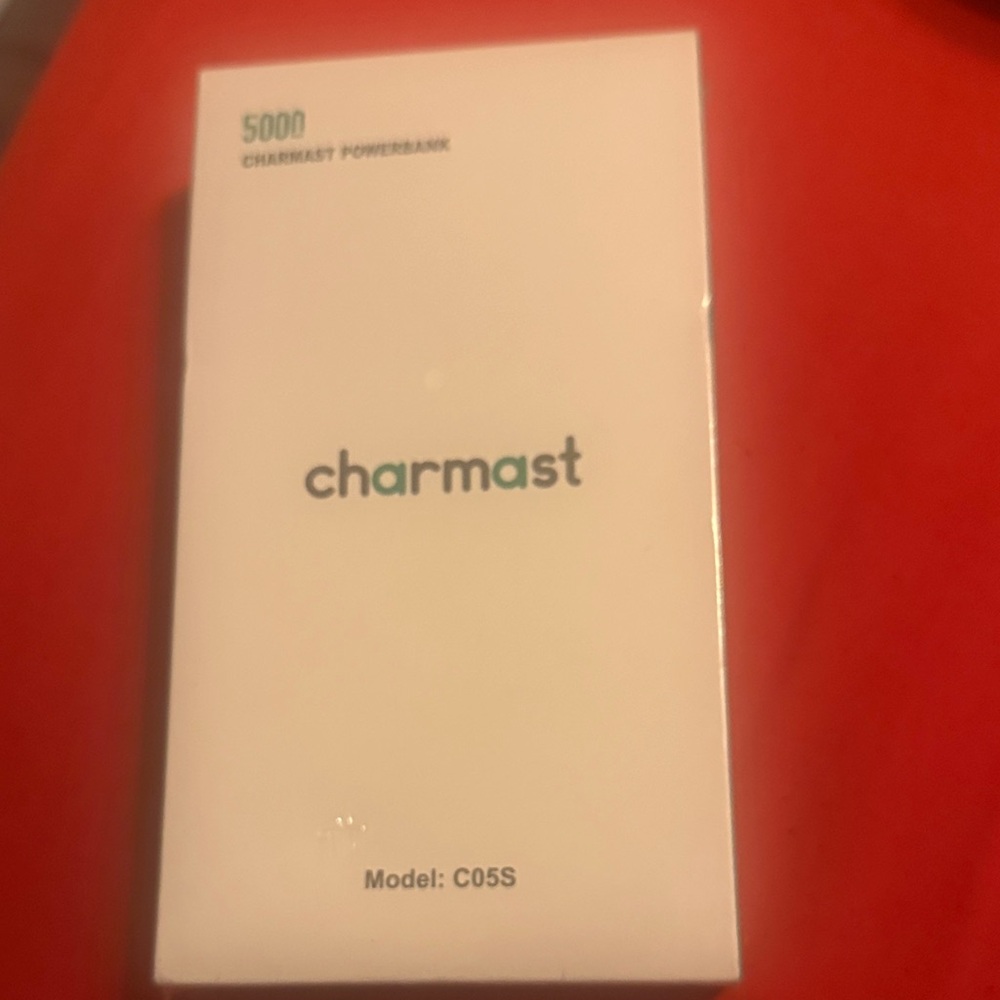 5000
CHARMAST POWERBANK
charmast
Model: C05S